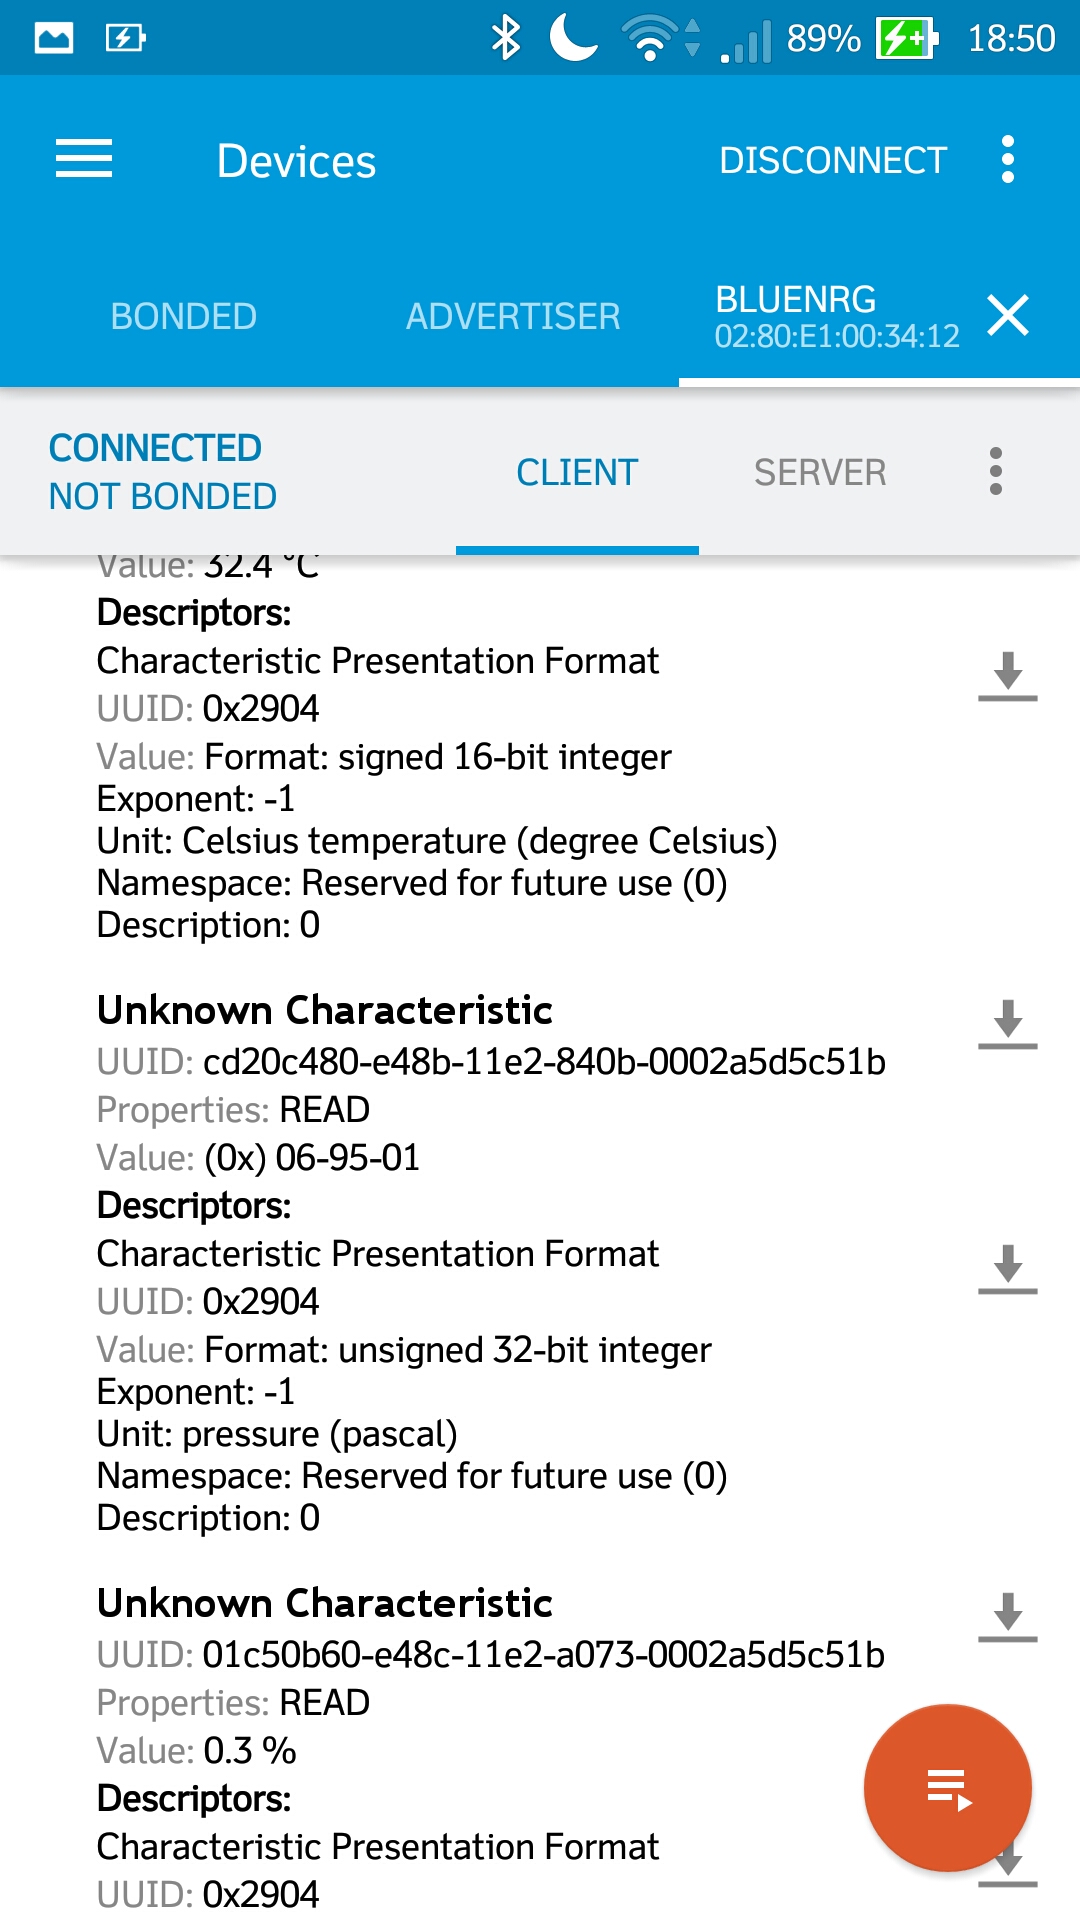 89% 18:50
Devices DISCONNECT
BONDED ADVERTISER BLUENRG
02:80:E1:00:34:12
CONNECTED
NOT BONDED
CLIENT SERVER
Value: 32.4 °C
Descriptors:
Characteristic Presentation Format
UUID: 0x2904
Value: Format: signed 16-bit integer
Exponent: -1
Unit: Celsius temperature (degree Celsius)
Namespace: Reserved for future use (0)
Description: 0
Unknown Characteristic
UUID: cd20c480-e48b-11e2-840b-0002a5d5c51b
Properties: READ
Value: (0x) 06-95-01
Descriptors:
Characteristic Presentation Format
UUID: 0x2904
Value: Format: unsigned 32-bit integer
Exponent: -1
Unit: pressure (pascal)
Namespace: Reserved for future use (0)
Description: 0
Unknown Characteristic
UUID: 01c50b60-e48c-11e2-a073-0002a5d5c51b
Properties: READ
Value: 0.3 %
Descriptors:
Characteristic Presentation Format
UUID: 0x2904